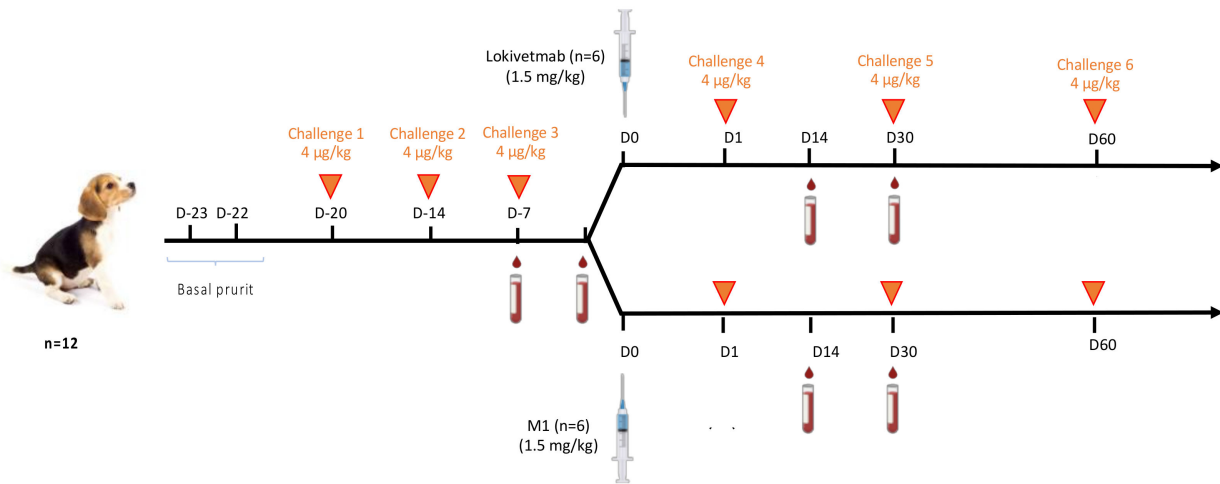 Lokivetmab (n=6)
(1.5 mg/kg)
Challenge 4
4 µg/kg
Challenge 5
4 µg/kg
Challenge 6
4 µg/kg
Challenge 1
4 µg/kg
Challenge 2
4 µg/kg
Challenge 3
4 µg/kg
D0
D1
D14
D30
D60
D-23
D-22
D-20
D-14
D-7
Basal prurit
n=12
D0
D1
D14
D30
D60
M1 (n=6)
(1.5 mg/kg)